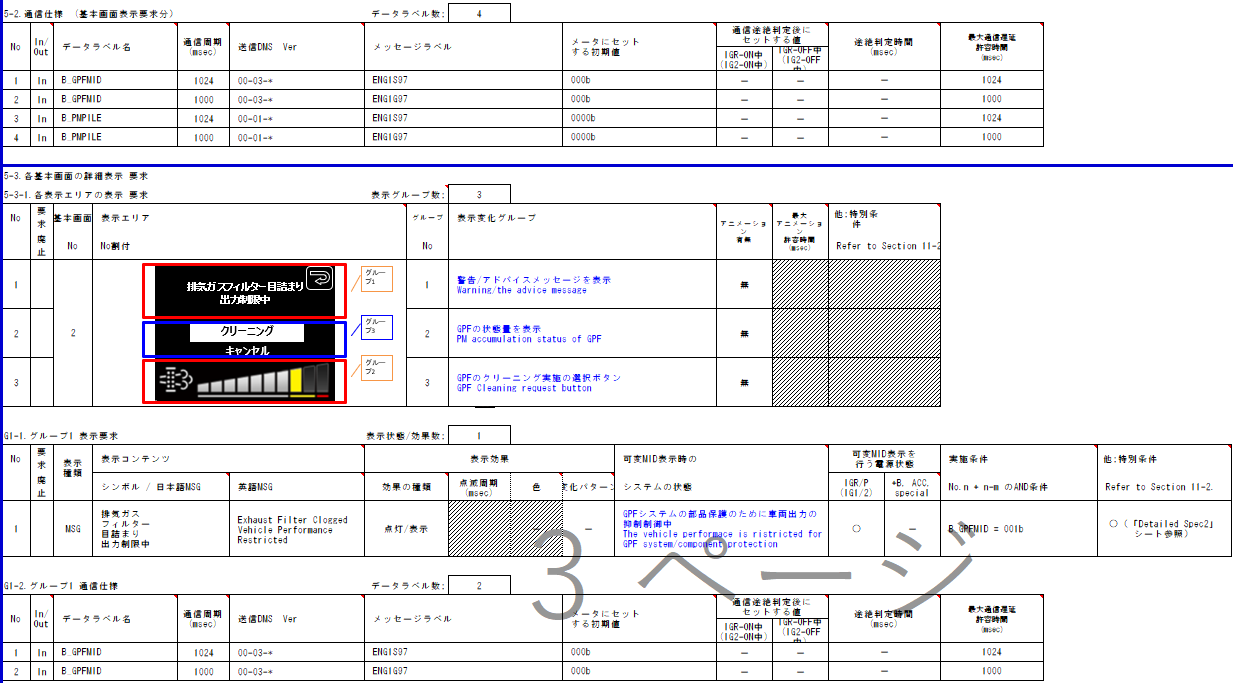 5-2.通信仕様 （基本画面表示要求分） データラベル数: 4
No In/Out データラベル名 通信周期(msec) 送信DMS Ver メッセージラベル メータにセットする初期値 通信途絶判定後にセットする値 IGR-ON中(IG2-ON中) IGR-OFF中(IG2-OFF中) 途絶判定時間(msec) 最大通信遅延許容時間(msec)
1 In B_GPFMID 1024 00-03-* ENG1S97 000b － － － 1024
2 In B_GPFMID 1000 00-03-* ENG1G97 000b － － － 1000
3 In B_PMPILE 1024 00-01-* ENG1S97 0000b － － － 1024
4 In B_PMPILE 1000 00-01-* ENG1G97 0000b － － － 1000
5-3.各基本画面の詳細表示 要求
5-3-1.各表示エリアの表示 要求 表示グループ数: 3
No 要求廃止 基本画面No 表示エリア No割付 グループNo 表示変化グループ アニメーション有無 最大アニメーション許容時間(msec) 他:特別条件 Refer to Section 11-2
排気ガスフィルター目詰まり
出力制限中
クリーニング
キャンセル
グループ1
グループ3
グループ2
1 1 警告/アドバイスメッセージを表示 無
Warning/the advice message
2 2 2 GPFの状態量を表示 無
PM accumulation status of GPF
3 3 GPFのクリーニング実施の選択ボタン 無
GPF Cleaning request button
G1-1.グループ1 表示要求 表示状態/効果数: 1
No 要求廃止 表示種類 表示コンテンツ 表示効果 可変MID表示時の 可変MID表示を行う電源状態 実施条件 他:特別条件
シンボル / 日本語MSG 英語MSG 効果の種類 点滅周期(msec) 色 変化パターン システムの状態 IGR/P(IG1/2) +B, ACC, special No.n * n-m のAND条件 Refer to Section 11-2.
1 MSG 排気ガス
フィルター
目詰まり
出力制限中
Exhaust Filter Clogged
Vehicle Performance
Restricted
点灯/表示 － －
GPFシステムの部品保護のために車両出力の
抑制制御中
The vehicle performace is ristricted for
GPF system/component protection
○ － B_GPFMID = 001b ○（「Detailed Spec2」
シート参照）
3 ページ
G1-2.グループ1 通信仕様 データラベル数: 2
No In/Out データラベル名 通信周期(msec) 送信DMS Ver メッセージラベル メータにセットする初期値 通信途絶判定後にセットする値 IGR-ON中(IG2-ON中) IGR-OFF中(IG2-OFF中) 途絶判定時間(msec) 最大通信遅延許容時間(msec)
1 In B_GPFMID 1024 00-03-* ENG1S97 000b － － － 1024
2 In B_GPFMID 1000 00-03-* ENG1G97 000b － － － 1000